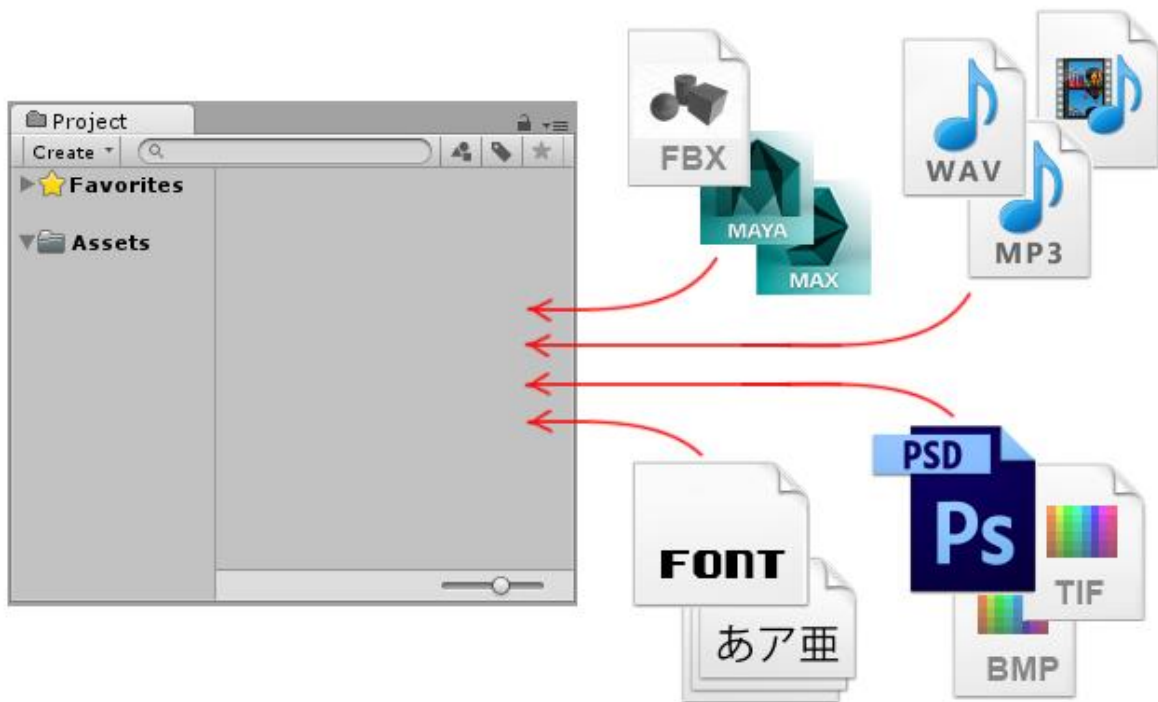 Project
Create
Favorites
Assets
FBX
MAYA
MAX
WAV
MP3
FONT
あア亜
PSD
Ps
TIF
BMP